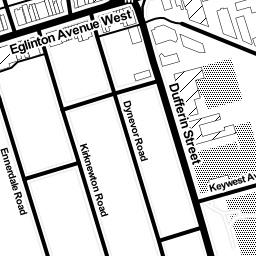 Eglinton Avenue West
Dufferin Street
Dynevor Road
Kirknewton Road
Ennerdale Road
Keywest Av